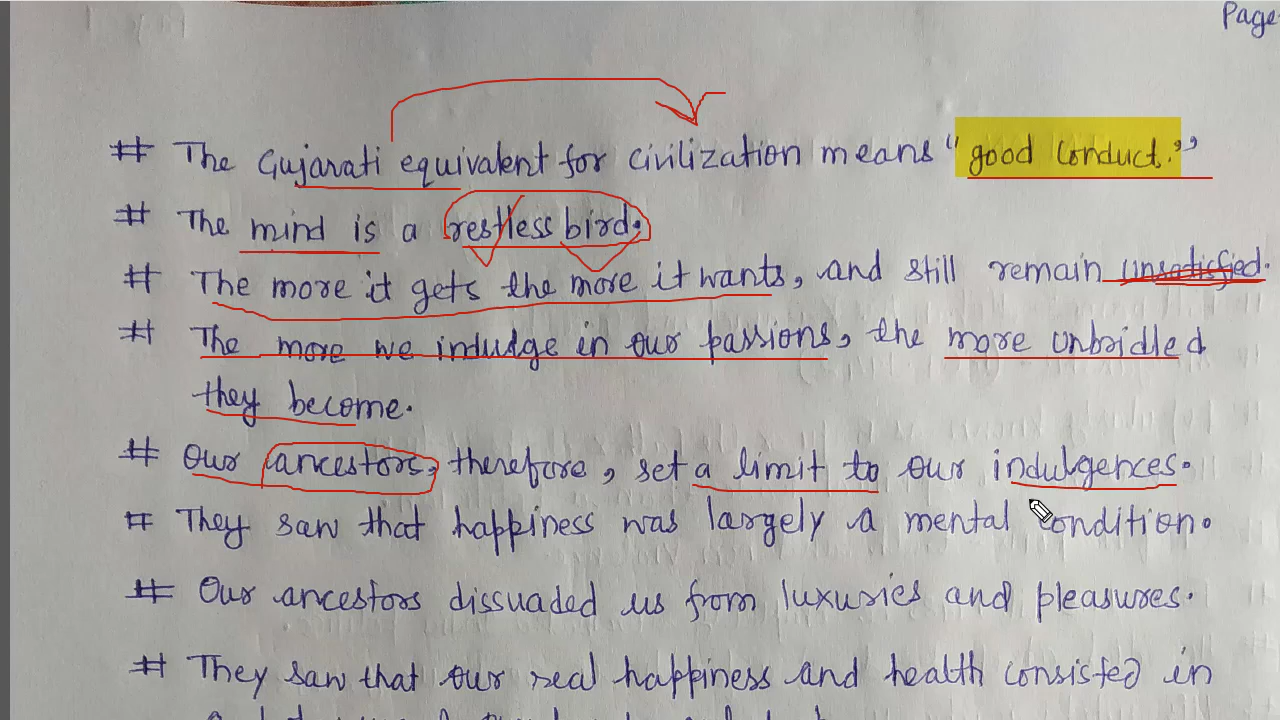 Page
# The Gujarati equivalent for civilization means "good conduct."
# The mind is a restless bird.
# The more it gets the more it wants, and still remain unsatisfied.
# The more we indulge in our passions, the more unbridled
they become.
# Our ancestors, therefore, set a limit to our indulgences.
# They saw that happiness was largely a mental condition.
# Our ancestors dissuaded us from luxuries and pleasures.
# They saw that our real happiness and health consisted in